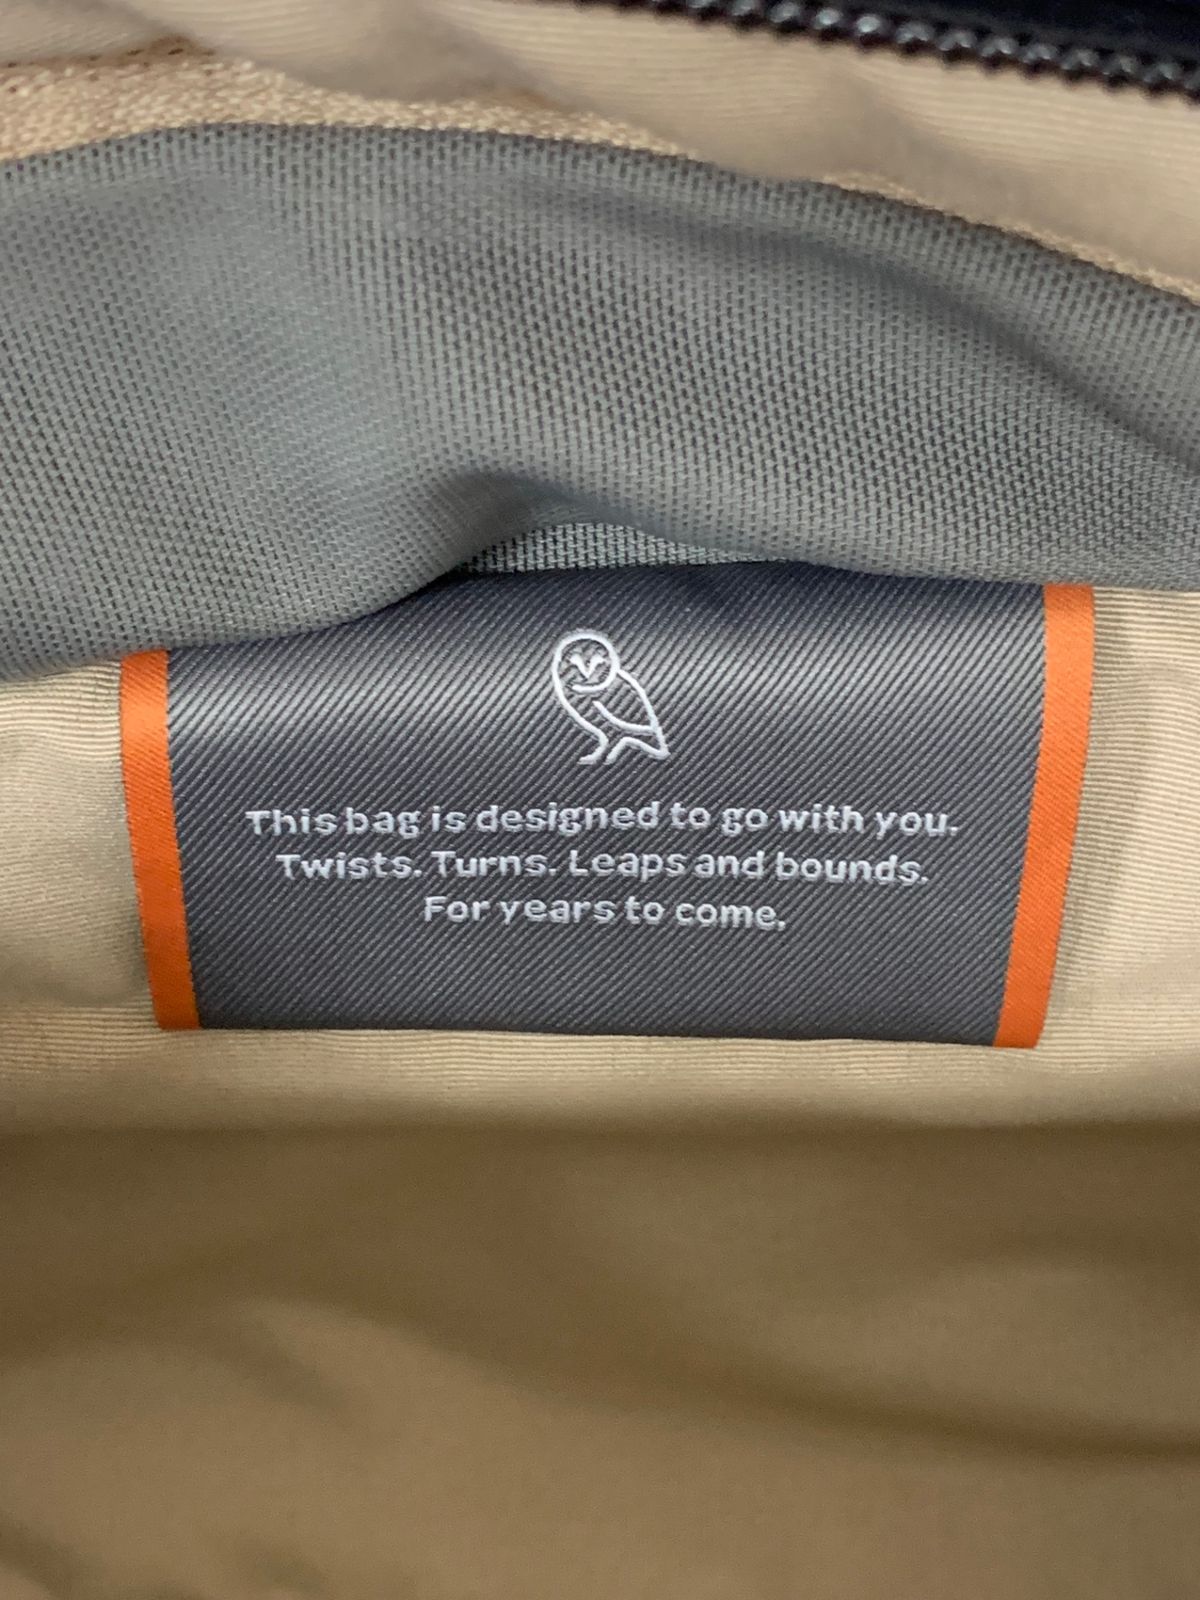 This bag is designed to go with you.
Twists. Turns. Leaps and bounds.
For years to come.